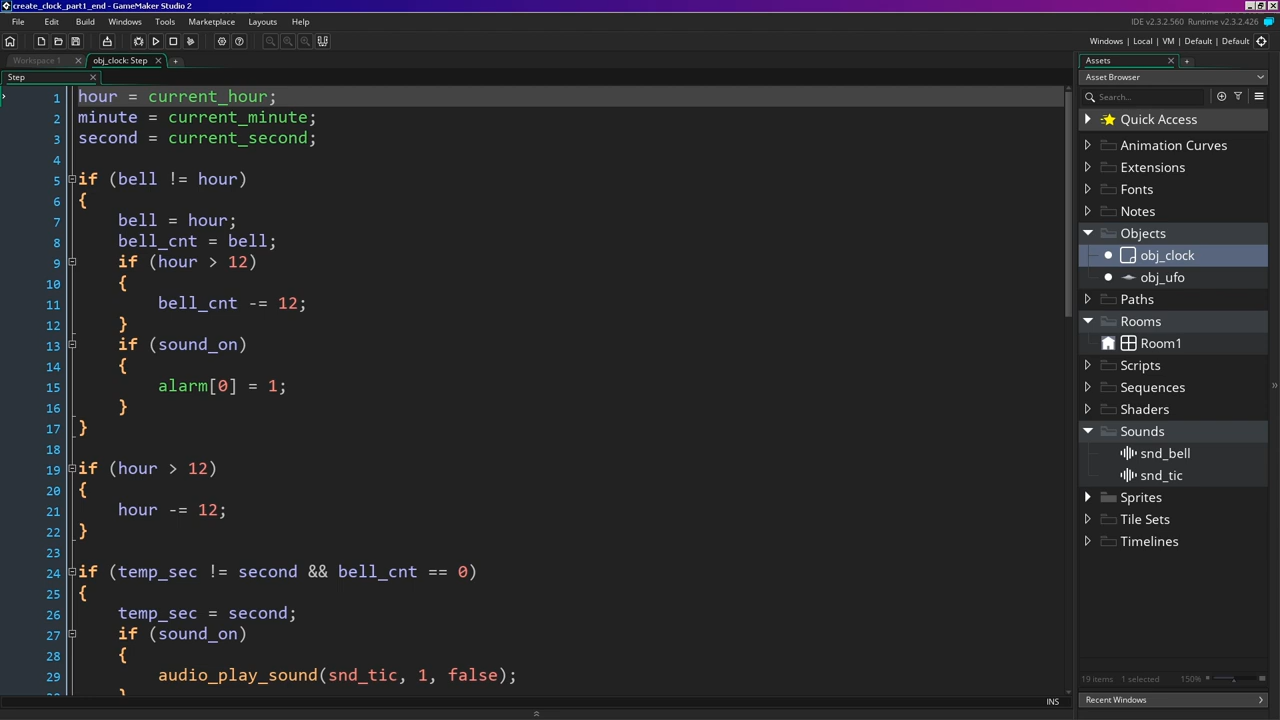 create_clock_part1_end - GameMaker Studio 2
File Edit Build Windows Tools Marketplace Layouts Help
IDE v2.3.2.560 Runtime v2.3.2.426
Windows | Local | VM | Default | Default
Workspace 1
obj_clock: Step
Step
1 hour = current_hour;
2 minute = current_minute;
3 second = current_second;
4
5 if (bell != hour)
6 {
7 bell = hour;
8 bell_cnt = bell;
9 if (hour > 12)
10 {
11 bell_cnt -= 12;
12 }
13 if (sound_on)
14 {
15 alarm[0] = 1;
16 }
17 }
18
19 if (hour > 12)
20 {
21 hour -= 12;
22 }
23
24 if (temp_sec != second && bell_cnt == 0)
25 {
26 temp_sec = second;
27 if (sound_on)
28 {
29 audio_play_sound(snd_tic, 1, false);
INS
Assets
Asset Browser
Search...
Quick Access
Animation Curves
Extensions
Fonts
Notes
Objects
obj_clock
obj_ufo
Paths
Rooms
Room1
Scripts
Sequences
Shaders
Sounds
snd_bell
snd_tic
Sprites
Tile Sets
Timelines
19 items 1 selected 150%
Recent Windows